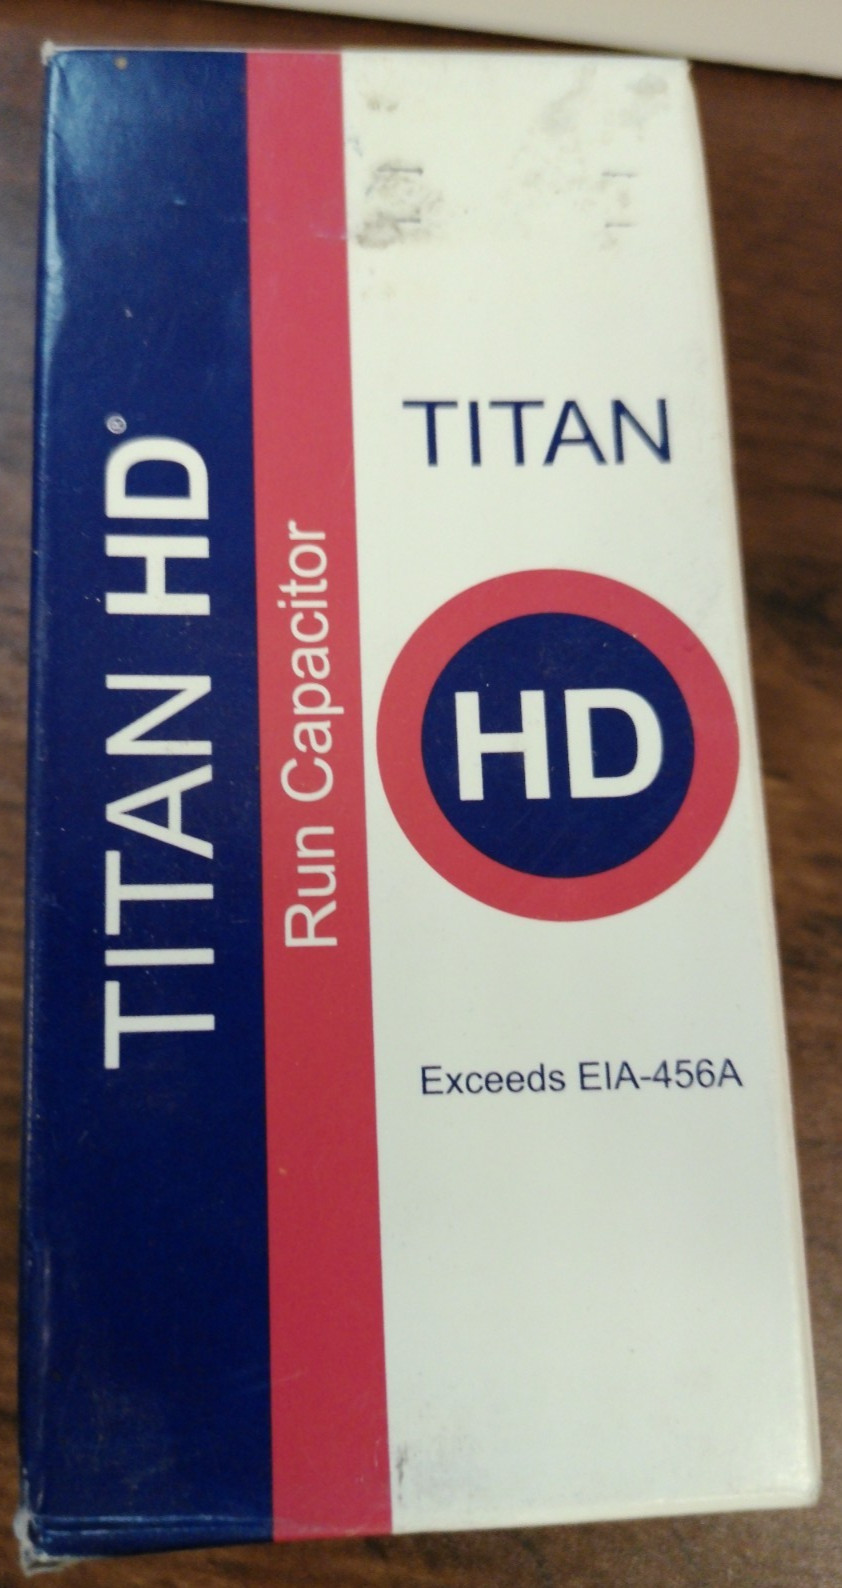 TITAN HD®
Run Capacitor
TITAN
HD
Exceeds EIA-456A